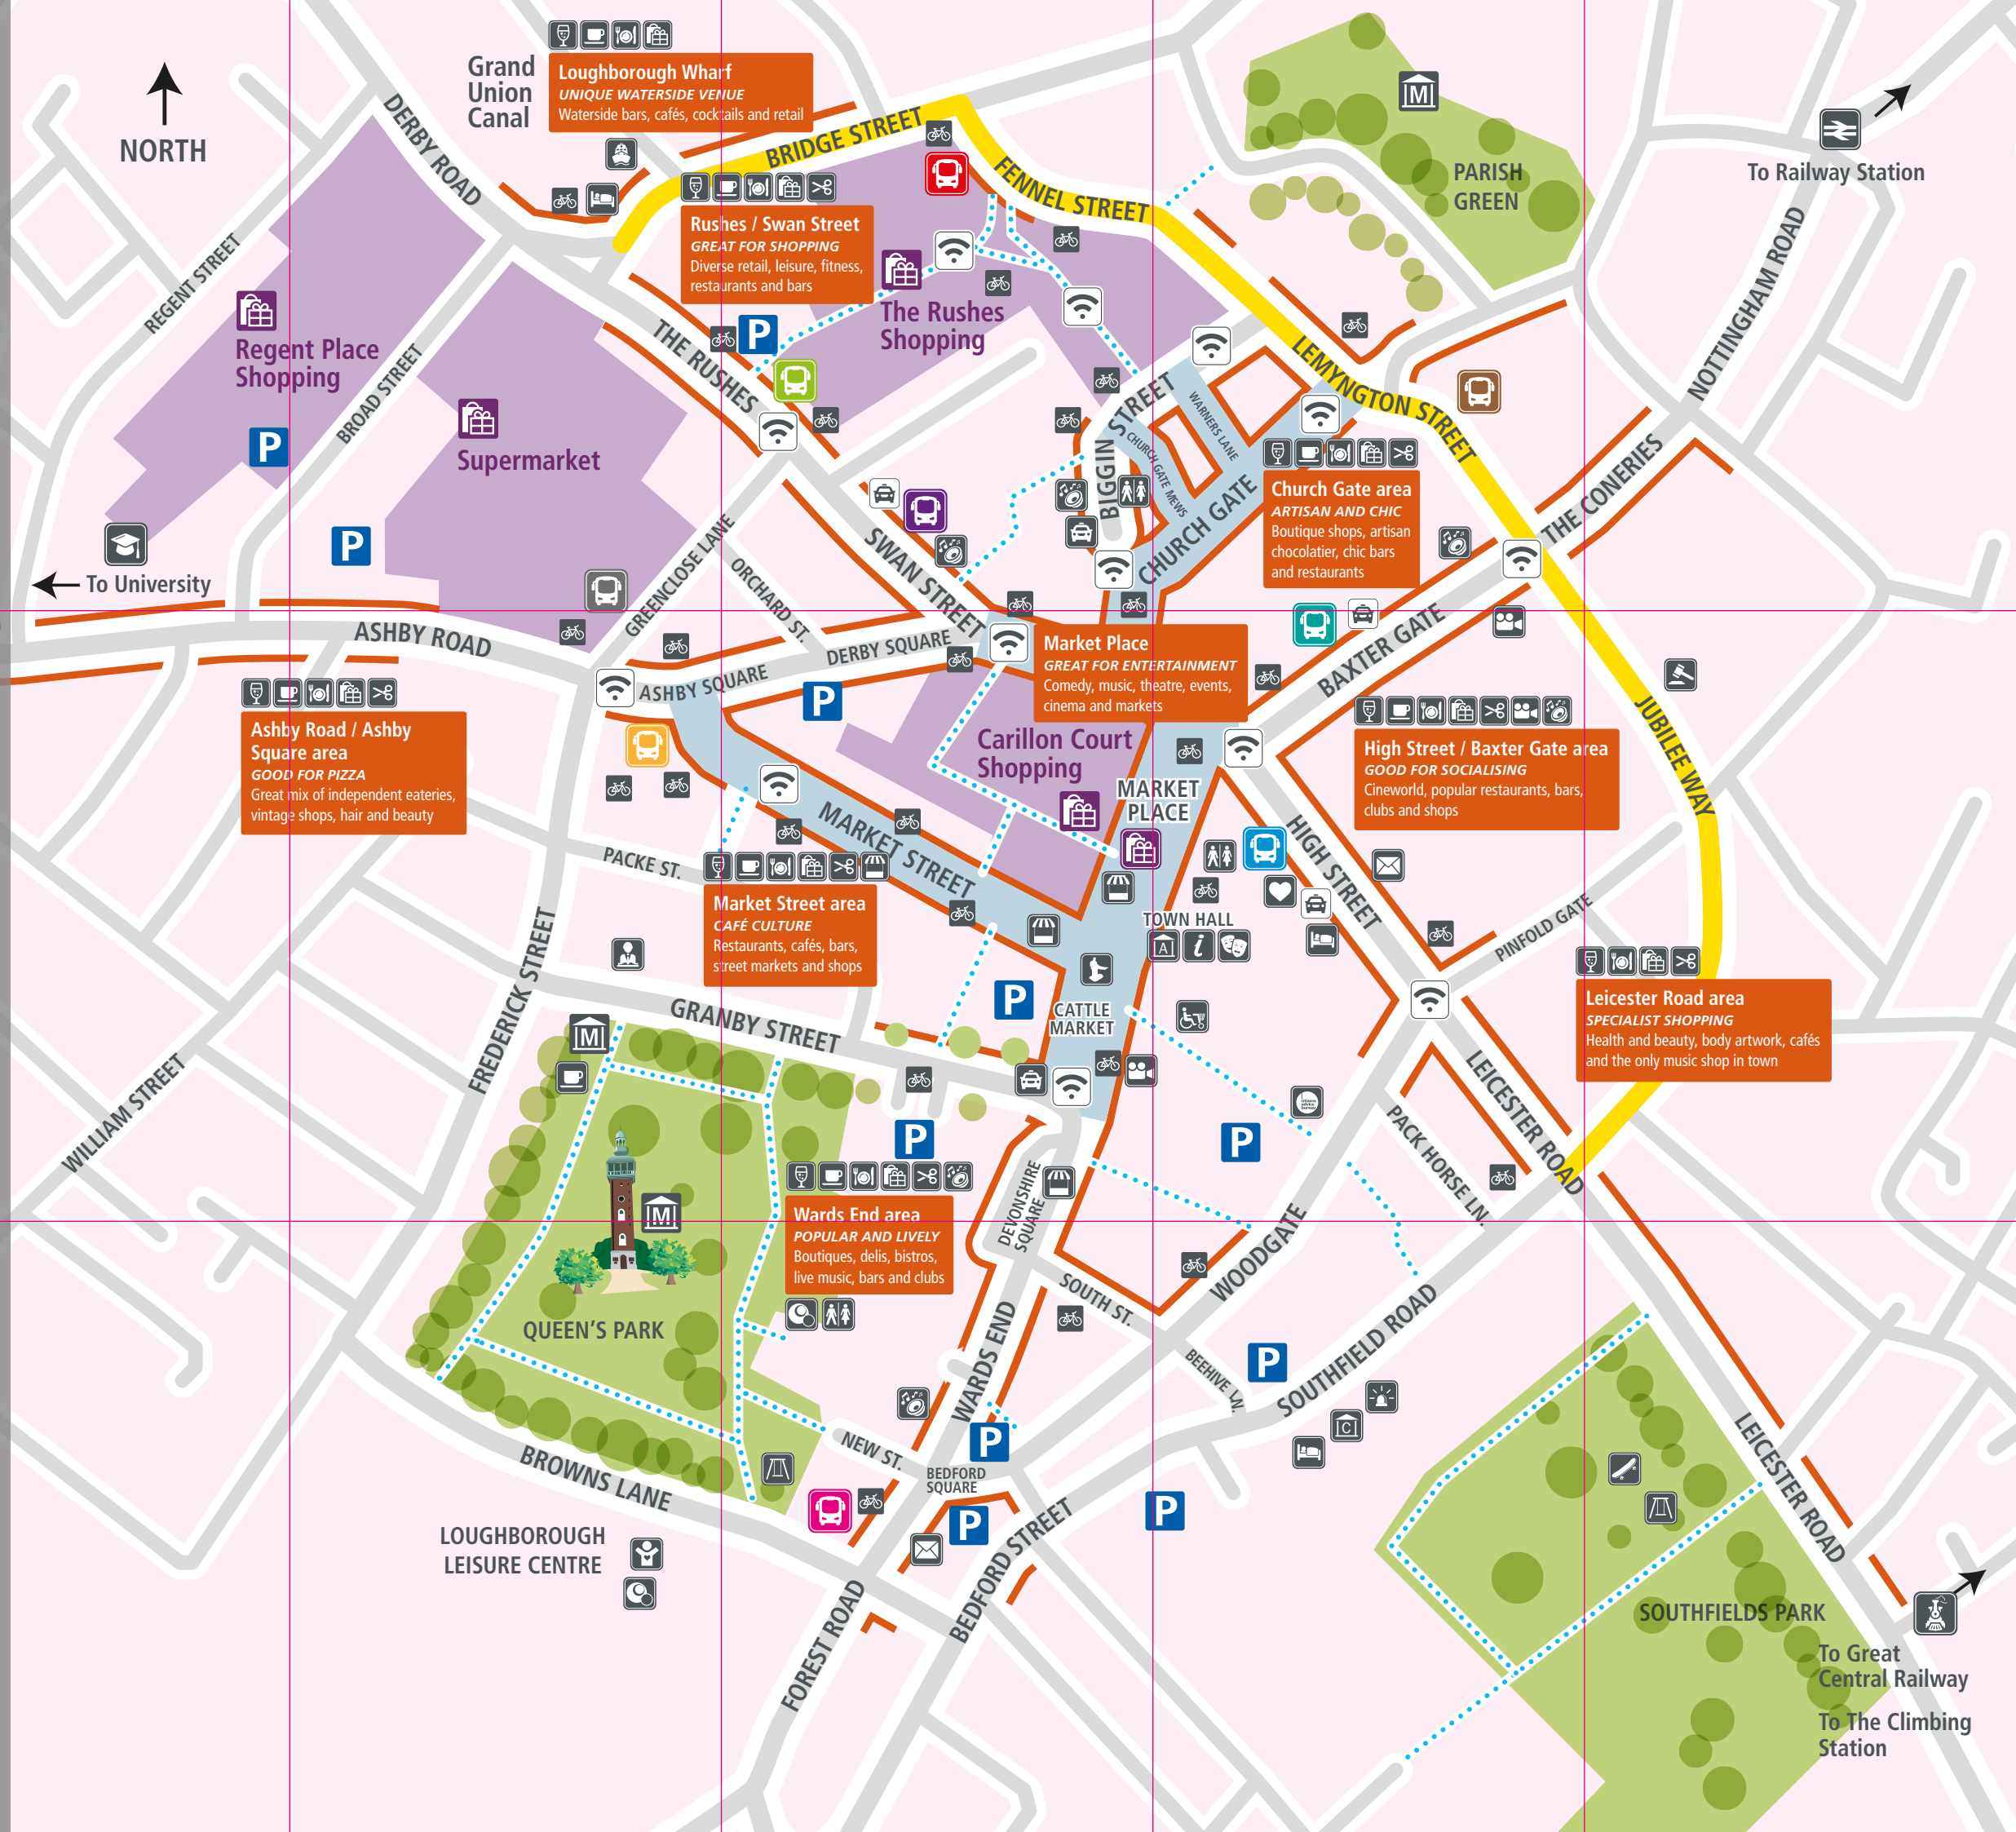 Grand
Union
Canal
Loughborough Wharf
UNIQUE WATERSIDE VENUE
Waterside bars, cafés, cocktails and retail
NORTH
DERBY ROAD
BRIDGE STREET
FENNEL STREET
M
PARISH
GREEN
To Railway Station
Rushes / Swan Street
GREAT FOR SHOPPING
Diverse retail, leisure, fitness,
restaurants and bars
REGENT STREET
Regent Place
Shopping
P
BROAD STREET
THE RUSHES
P
The Rushes
Shopping
NOTTINGHAM ROAD
LEMYNGTON STREET
Supermarket
P
To University
BIGGIN STREET
WARNERS LANE
CHURCH GATE MEWS
CHURCH GATE
Church Gate area
ARTISAN AND CHIC
Boutique shops, artisan
chocolatier, chic bars
and restaurants
THE CONERIES
SWAN STREET
GREENCLOSE LANE
ORCHARD ST.
ASHBY ROAD
DERBY SQUARE
ASHBY SQUARE
P
Market Place
GREAT FOR ENTERTAINMENT
Comedy, music, theatre, events,
cinema and markets
BAXTER GATE
JUBILEE WAY
Ashby Road / Ashby
Square area
GOOD FOR PIZZA
Great mix of independent eateries,
vintage shops, hair and beauty
Carillon Court
Shopping
MARKET
PLACE
High Street / Baxter Gate area
GOOD FOR SOCIALISING
Cineworld, popular restaurants, bars,
clubs and shops
MARKET STREET
HIGH STREET
PACKE ST.
Market Street area
CAFÉ CULTURE
Restaurants, cafés, bars,
street markets and shops
TOWN HALL
A
i
PINFOLD GATE
Leicester Road area
SPECIALIST SHOPPING
Health and beauty, body artwork, cafés
and the only music shop in town
FREDERICK STREET
GRANBY STREET
P
CATTLE
MARKET
M
WILLIAM STREET
P
P
LEICESTER ROAD
PACK HORSE LN.
DEVONSHIRE
SQUARE
M
Wards End area
POPULAR AND LIVELY
Boutiques, delis, bistros,
live music, bars and clubs
QUEEN'S PARK
WOODGATE
SOUTH ST.
BEEHIVE LN.
P
SOUTHFIELD ROAD
C
WARDS END
P
NEW ST.
BEDFORD
SQUARE
P
P
BROWNS LANE
BEDFORD STREET
FOREST ROAD
LOUGHBOROUGH
LEISURE CENTRE
LEICESTER ROAD
SOUTHFIELDS PARK
To Great
Central Railway
To The Climbing
Station